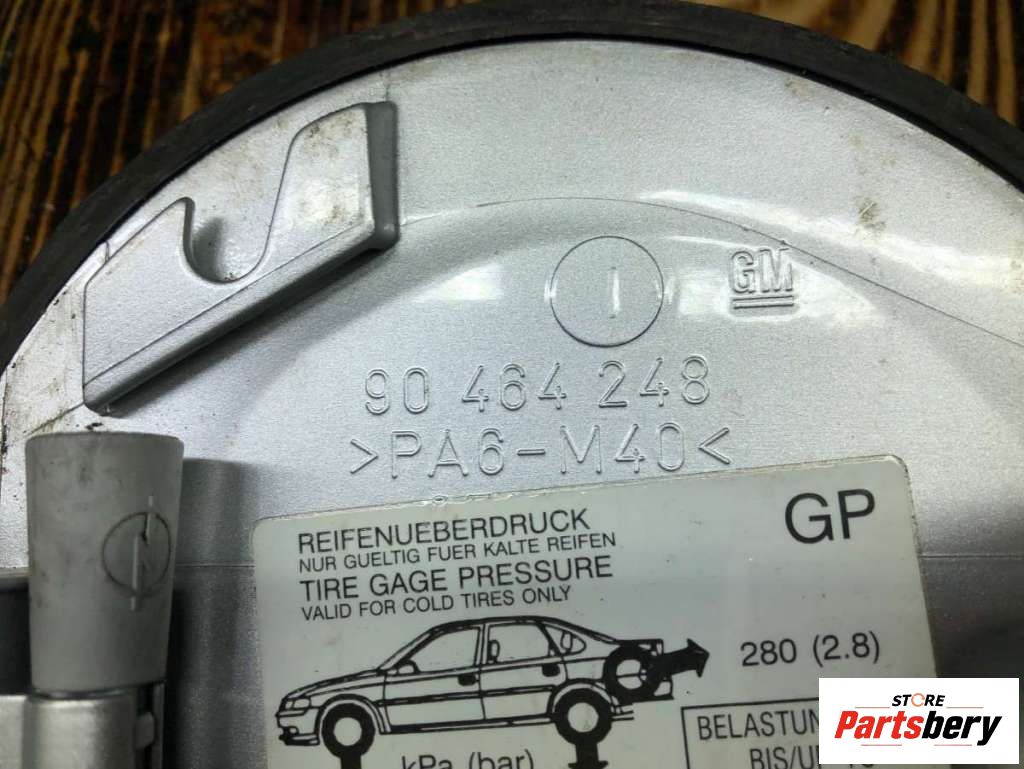 I
GM
90 464 248
>PA6-M40<
GP
REIFENUEBERDRUCK
NUR GUELTIG FUER KALTE REIFEN
TIRE GAGE PRESSURE
VALID FOR COLD TIRES ONLY
280 (2.8)
kPa (bar)
STORE
Partsbery